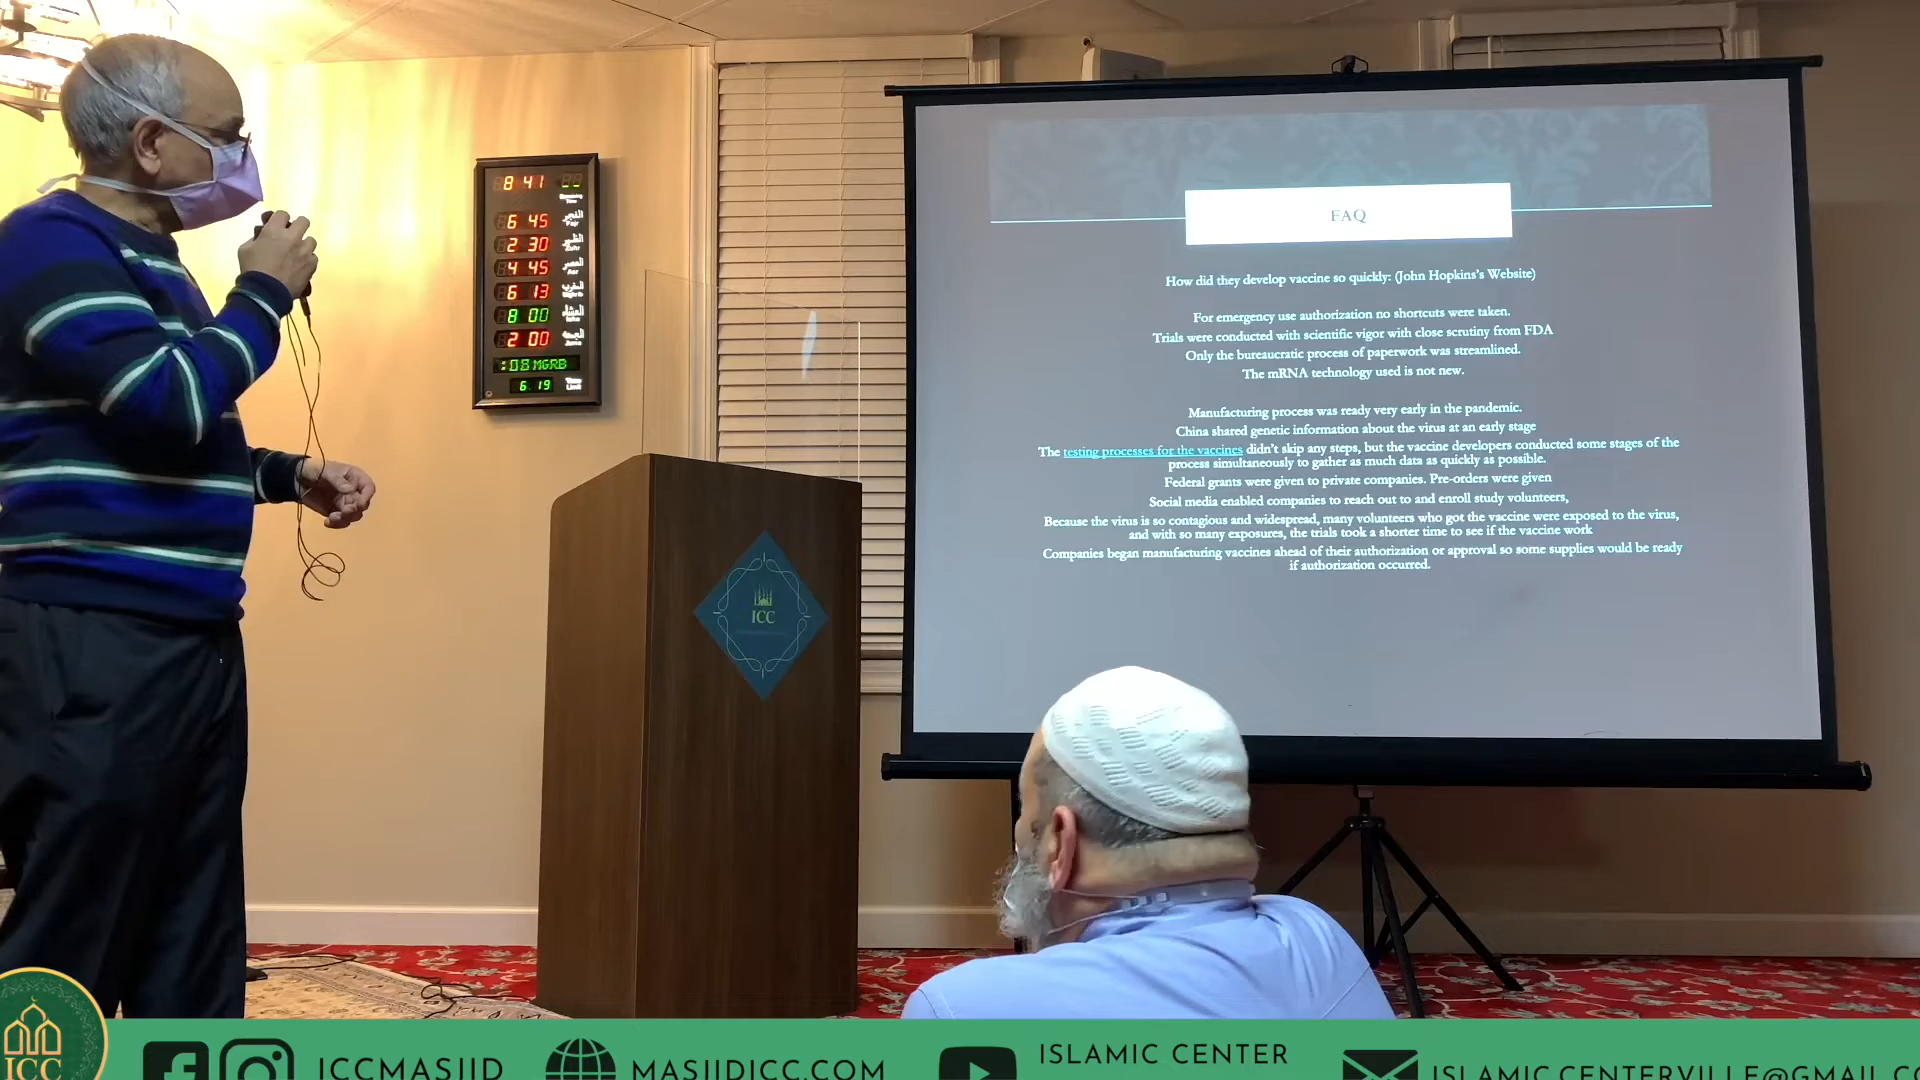 8 41
6 45 Fajr
2 30 Zuhr
4 45 Asr
6 13
8 00 Isha
2 00
:08 MGRB
6 19
ICC
FAQ
How did they develop vaccine so quickly: (John Hopkins's Website)
For emergency use authorization no shortcuts were taken.
Trials were conducted with scientific vigor with close scrutiny from FDA
Only the bureaucratic process of paperwork was streamlined.
The mRNA technology used is not new.
Manufacturing process was ready very early in the pandemic.
China shared genetic information about the virus at an early stage
The testing processes for the vaccines didn't skip any steps, but the vaccine developers conducted some stages of the
process simultaneously to gather as much data as quickly as possible.
Federal grants were given to private companies. Pre-orders were given
Social media enabled companies to reach out to and enroll study volunteers,
Because the virus is so contagious and widespread, many volunteers who got the vaccine were exposed to the virus,
and with so many exposures, the trials took a shorter time to see if the vaccine work
Companies began manufacturing vaccines ahead of their authorization or approval so some supplies would be ready
if authorization occurred.
ICC
ICCMASJID
MASJIDICC.COM
ISLAMIC CENTER
ISLAMIC.CENTERVILLE@GMAIL.CO